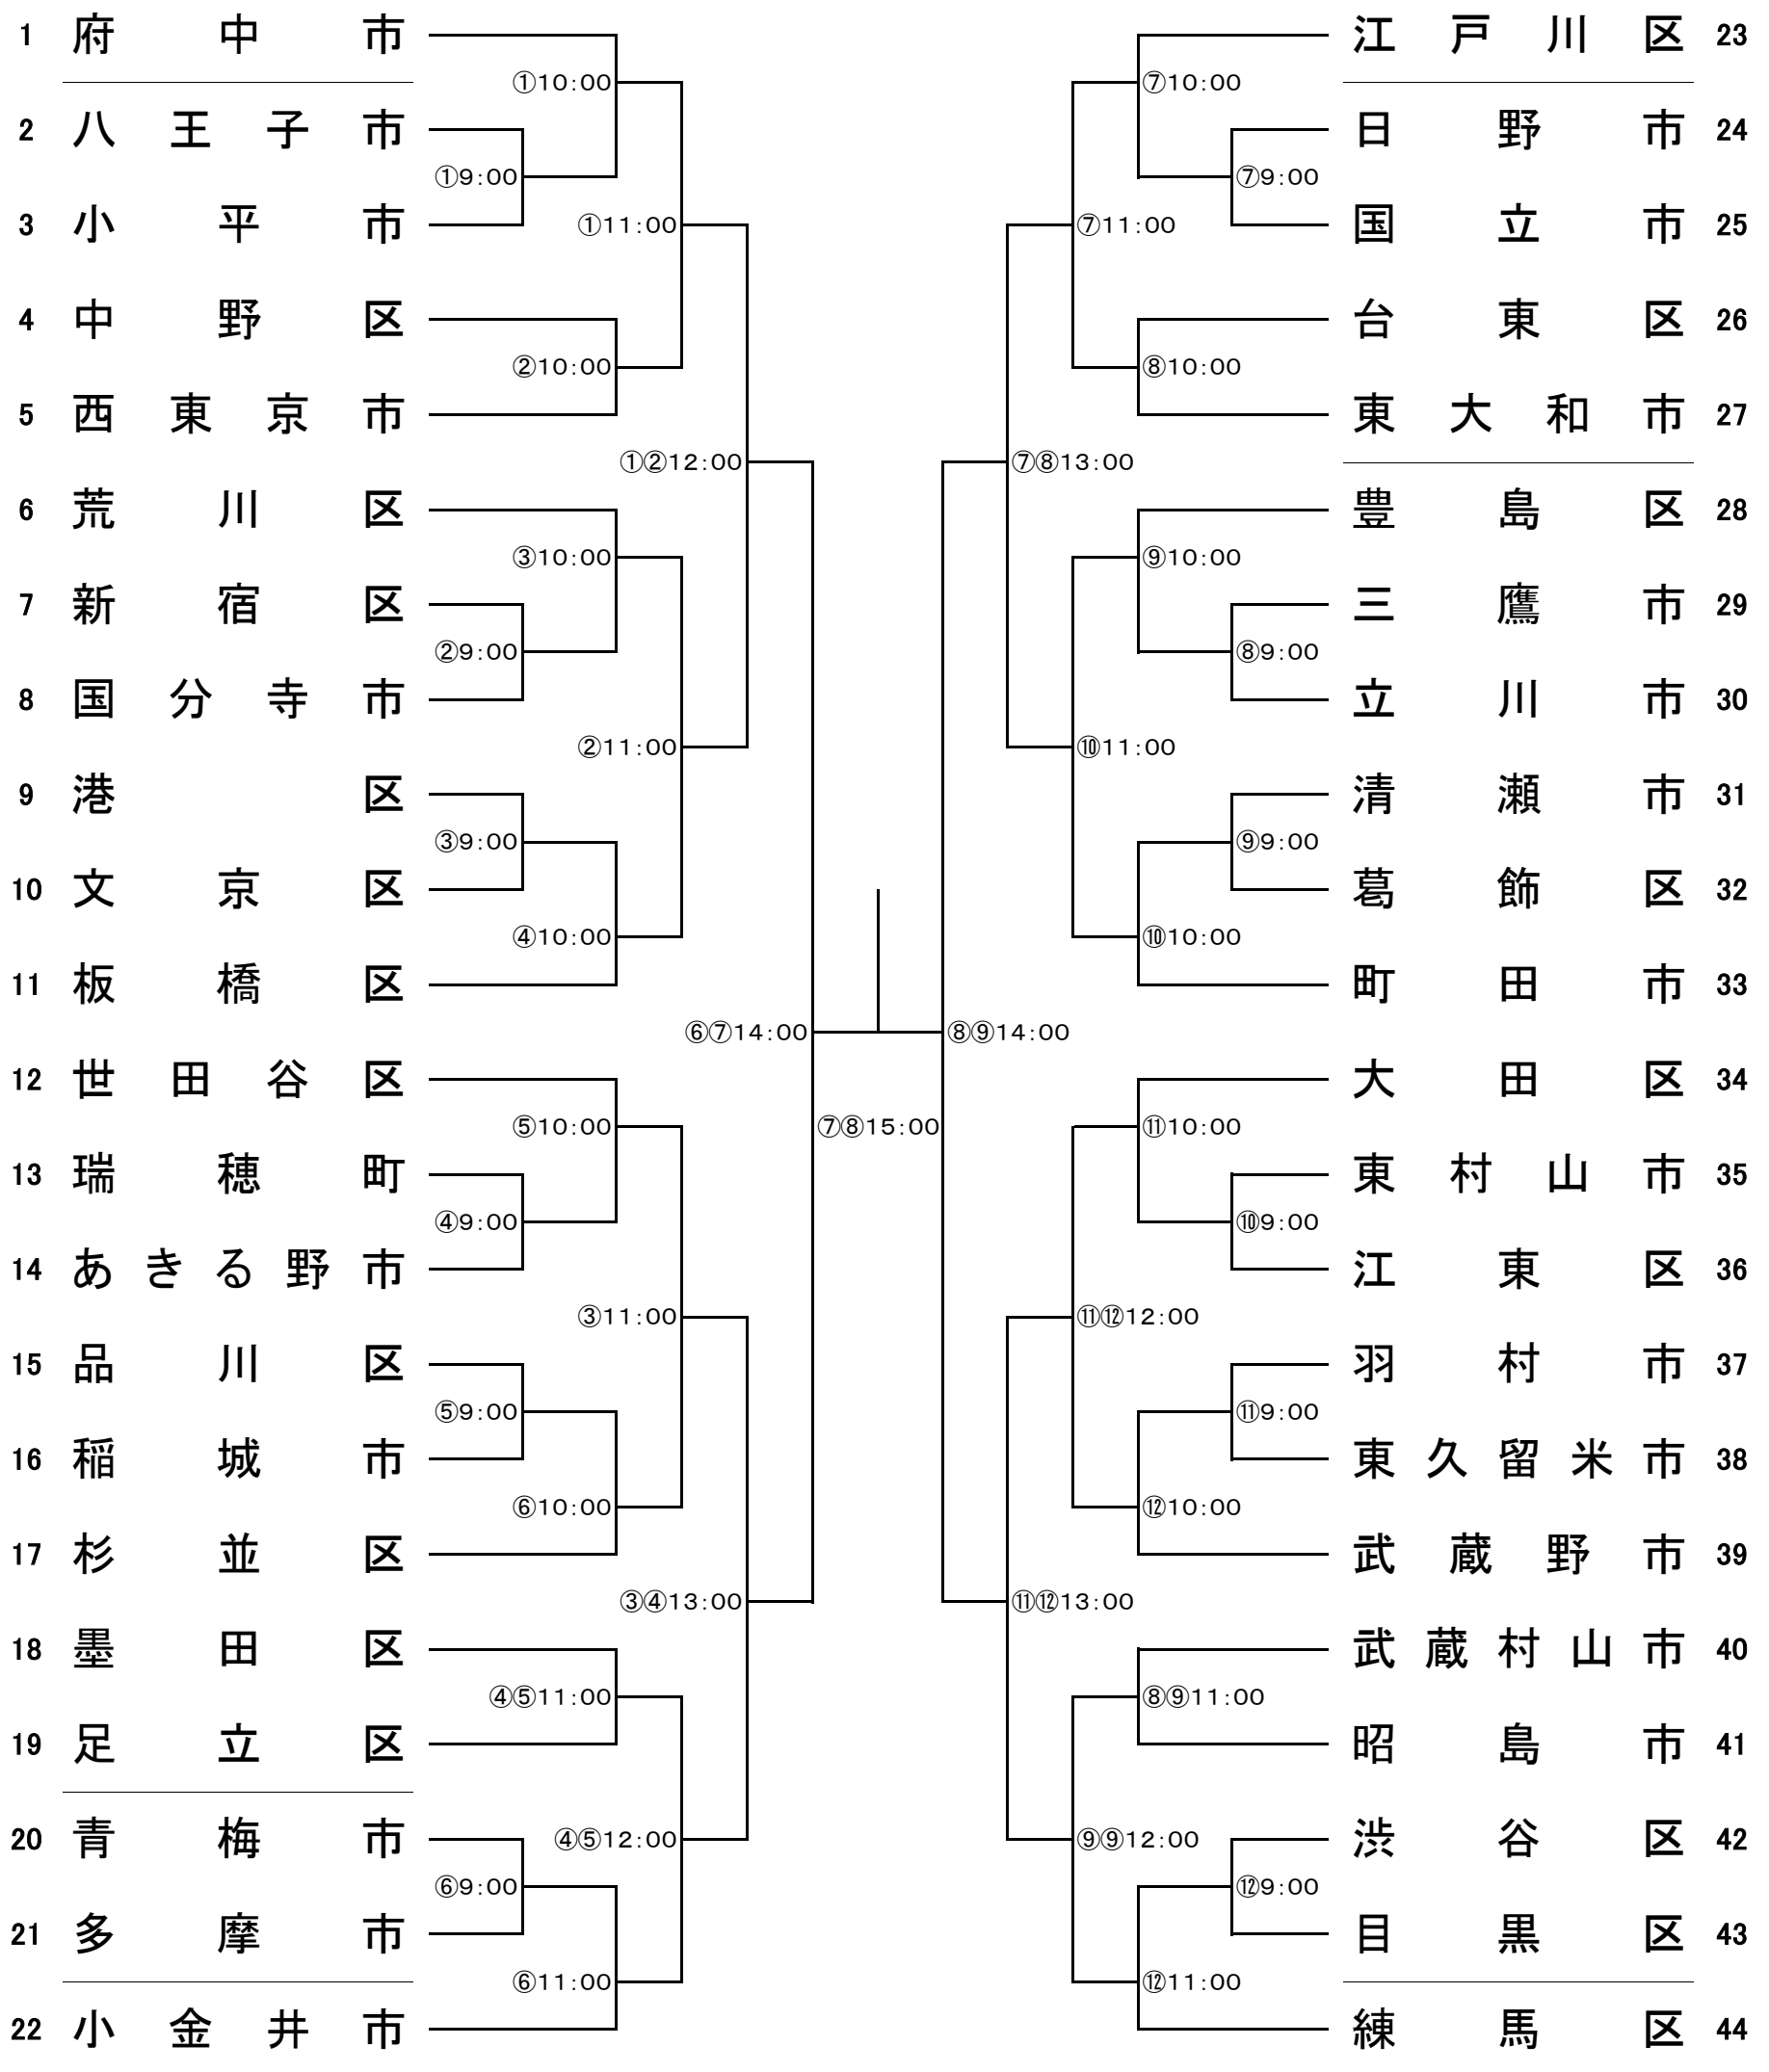 1 府中市 江戸川区 23
①10:00 ⑦10:00
2 八王子市 日野市 24
①9:00 ⑦9:00
3 小平市 ①11:00 ⑦11:00 国立市 25
4 中野区 台東区 26
②10:00 ⑧10:00
5 西東京市 東大和市 27
①②12:00 ⑦⑧13:00
6 荒川区 豊島区 28
③10:00 ⑨10:00
7 新宿区 三鷹市 29
②9:00 ⑧9:00
8 国分寺市 立川市 30
②11:00 ⑩11:00
9 港区 清瀬市 31
③9:00 ⑨9:00
10 文京区 葛飾区 32
④10:00 ⑩10:00
11 板橋区 町田市 33
⑥⑦14:00 ⑧⑨14:00
12 世田谷区 大田区 34
⑤10:00 ⑦⑧15:00 ⑪10:00
13 瑞穂町 東村山市 35
④9:00 ⑩9:00
14 あきる野市 江東区 36
③11:00 ⑪⑫12:00
15 品川区 羽村市 37
⑤9:00 ⑪9:00
16 稲城市 東久留米市 38
⑥10:00 ⑫10:00
17 杉並区 武蔵野市 39
③④13:00 ⑪⑫13:00
18 墨田区 武蔵村山市 40
④⑤11:00 ⑧⑨11:00
19 足立区 昭島市 41
20 青梅市 ④⑤12:00 ⑨⑨12:00 渋谷区 42
⑥9:00 ⑫9:00
21 多摩市 目黒区 43
⑥11:00 ⑫11:00
22 小金井市 練馬区 44